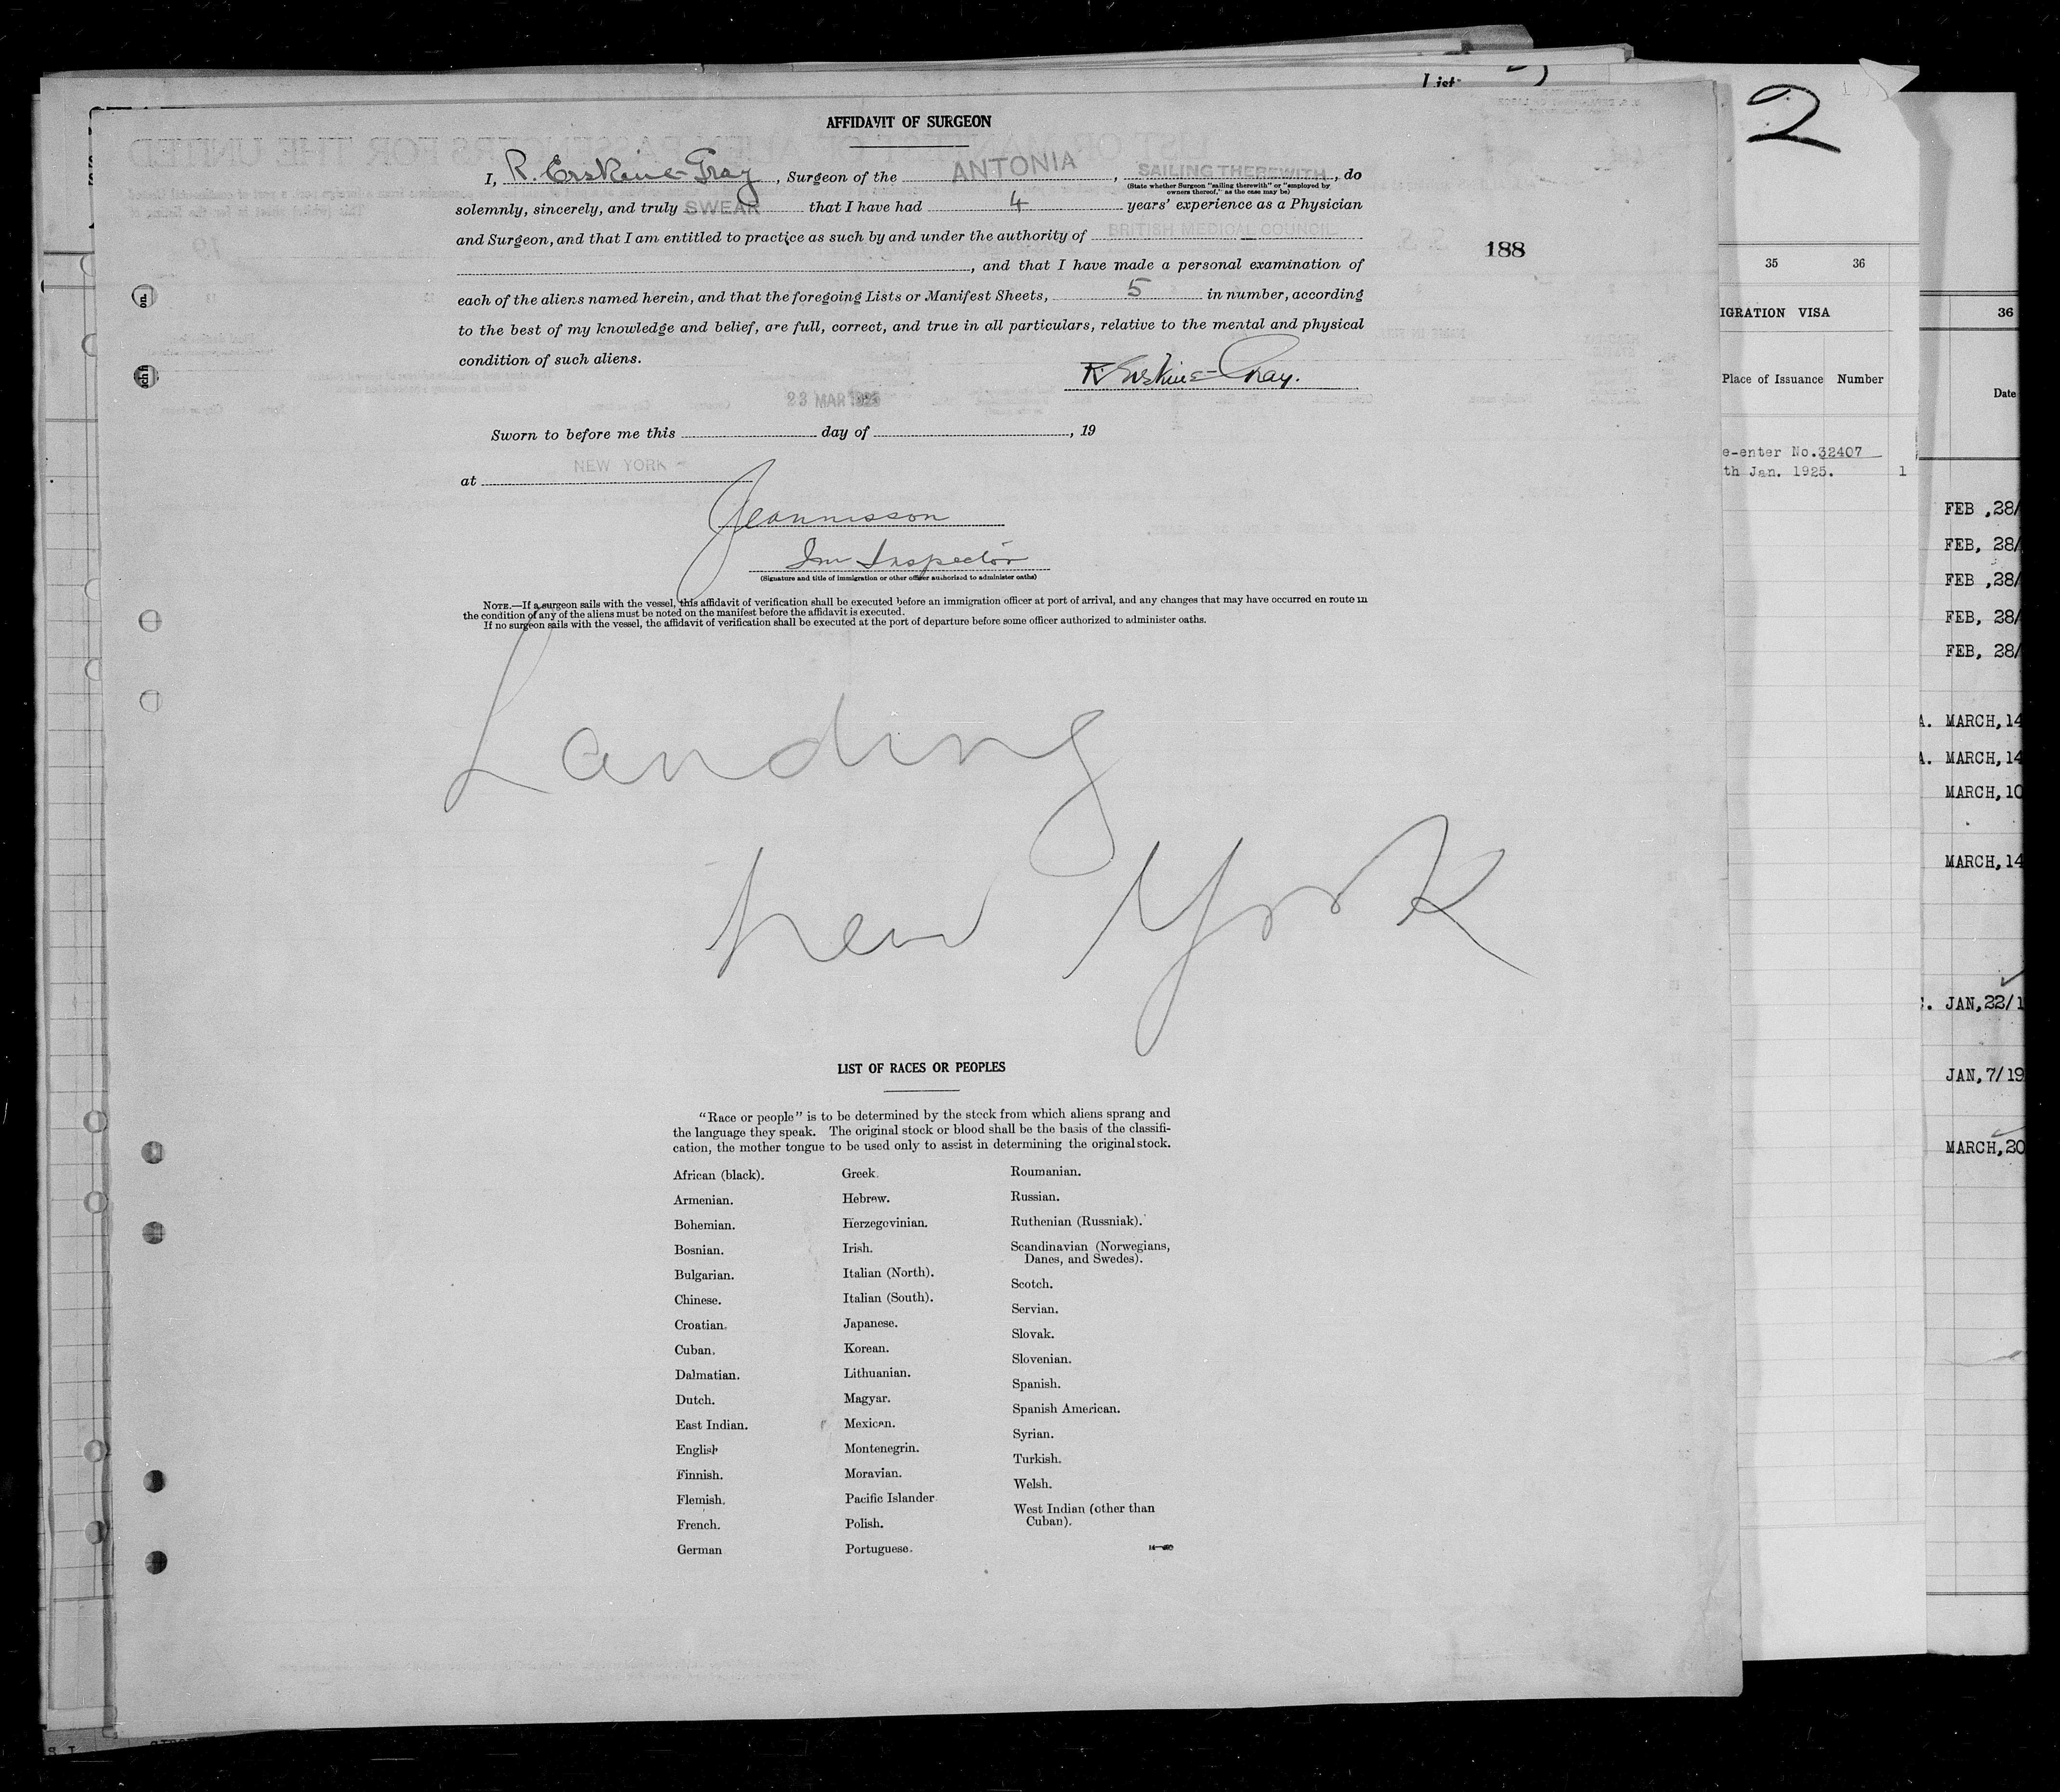 List
2
AFFIDAVIT OF SURGEON
I, R. Erskine-Gray, Surgeon of the ANTONIA, SAILING THEREWITH, do
(State whether Surgeon "sailing therewith" or "employed by
owners thereof," as the case may be)
solemnly, sincerely, and truly SWEAR that I have had 4 years' experience as a Physician
and Surgeon, and that I am entitled to practice as such by and under the authority of BRITISH MEDICAL COUNCIL
, and that I have made a personal examination of
each of the aliens named herein, and that the foregoing Lists or Manifest Sheets, 5 in number, according
to the best of my knowledge and belief, are full, correct, and true in all particulars, relative to the mental and physical
condition of such aliens.
R. Erskine-Gray.
188
23 MAR 1925
Sworn to before me this day of , 19
NEW YORK
at
Im Inspector
(Signature and title of immigration or other officer authorized to administer oaths)
NOTE.—If a surgeon sails with the vessel, this affidavit of verification shall be executed before an immigration officer at port of arrival, and any changes that may have occurred en route in
the condition of any of the aliens must be noted on the manifest before the affidavit is executed.
If no surgeon sails with the vessel, the affidavit of verification shall be executed at the port of departure before some officer authorized to administer oaths.
Landing
New York
LIST OF RACES OR PEOPLES
"Race or people" is to be determined by the stock from which aliens sprang and
the language they speak. The original stock or blood shall be the basis of the classifi-
cation, the mother tongue to be used only to assist in determining the original stock.
African (black).
Armenian.
Bohemian.
Bosnian.
Bulgarian.
Chinese.
Croatian.
Cuban.
Dalmatian.
Dutch.
East Indian.
English
Finnish.
Flemish.
French.
German
Greek.
Hebrew.
Herzegovinian.
Irish.
Italian (North).
Italian (South).
Japanese.
Korean.
Lithuanian.
Magyar.
Mexican.
Montenegrin.
Moravian.
Pacific Islander
Polish.
Portuguese.
Roumanian.
Russian.
Ruthenian (Russniak).
Scandinavian (Norwegians,
Danes, and Swedes).
Scotch.
Servian.
Slovak.
Slovenian.
Spanish.
Spanish American.
Syrian.
Turkish.
Welsh.
West Indian (other than
Cuban).
35 36
IGRATION VISA
Place of Issuance Number
e-enter No.32407
th Jan. 1925. 1
36
Date
FEB ,28/
FEB, 28/
FEB ,28/
FEB, 28/
FEB, 28/
A. MARCH,14
A. MARCH,14
MARCH,10
MARCH,14
JAN,22/1
JAN,7/19
MARCH,20